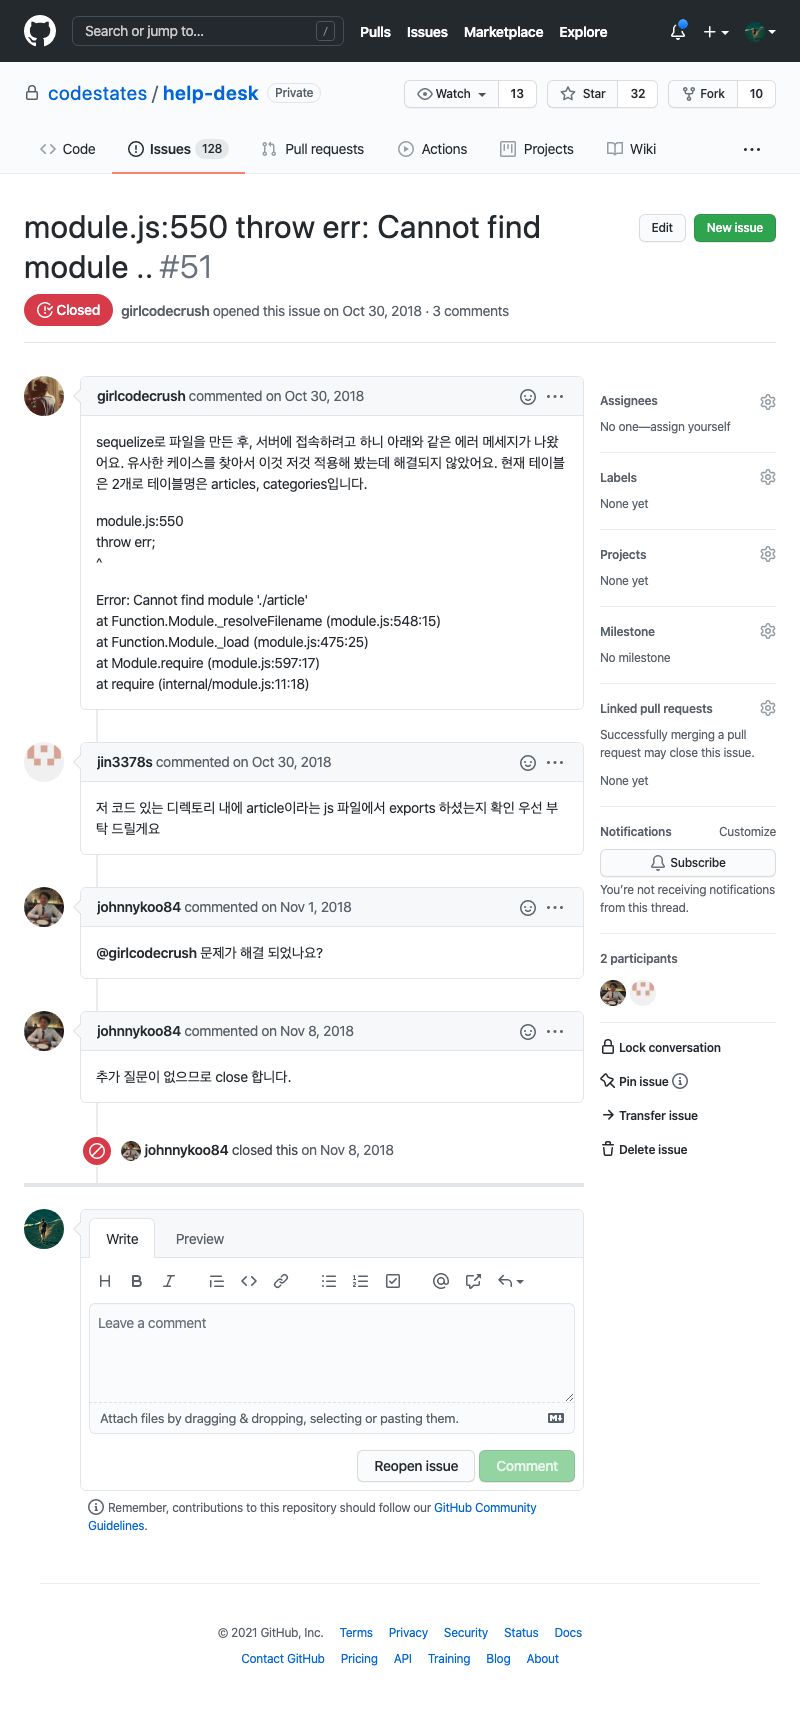 Search or jump to...
/
Pulls
Issues
Marketplace
Explore
codestates / help-desk
Private
Watch
13
Star
32
Fork
10
Code
Issues 128
Pull requests
Actions
Projects
Wiki
module.js:550 throw err: Cannot find
module .. #51
Edit
New issue
Closed
girlcodecrush opened this issue on Oct 30, 2018 · 3 comments
girlcodecrush commented on Oct 30, 2018
sequelize로 파일을 만든 후, 서버에 접속하려고 하니 아래와 같은 에러 메세지가 나왔
어요. 유사한 케이스를 찾아서 이것 저것 적용해 봤는데 해결되지 않았어요. 현재 테이블
은 2개로 테이블명은 articles, categories입니다.
module.js:550
throw err;
^
Error: Cannot find module './article'
at Function.Module._resolveFilename (module.js:548:15)
at Function.Module._load (module.js:475:25)
at Module.require (module.js:597:17)
at require (internal/module.js:11:18)
jin3378s commented on Oct 30, 2018
저 코드 있는 디렉토리 내에 article이라는 js 파일에서 exports 하셨는지 확인 우선 부
탁 드릴게요
johnnykoo84 commented on Nov 1, 2018
@girlcodecrush 문제가 해결 되었나요?
johnnykoo84 commented on Nov 8, 2018
추가 질문이 없으므로 close 합니다.
johnnykoo84 closed this on Nov 8, 2018
Assignees
No one—assign yourself
Labels
None yet
Projects
None yet
Milestone
No milestone
Linked pull requests
Successfully merging a pull
request may close this issue.
None yet
Notifications
Customize
Subscribe
You're not receiving notifications
from this thread.
2 participants
Lock conversation
Pin issue
Transfer issue
Delete issue
Write
Preview
Leave a comment
Attach files by dragging & dropping, selecting or pasting them.
Reopen issue
Comment
Remember, contributions to this repository should follow our GitHub Community
Guidelines.
© 2021 GitHub, Inc.
Terms
Privacy
Security
Status
Docs
Contact GitHub
Pricing
API
Training
Blog
About